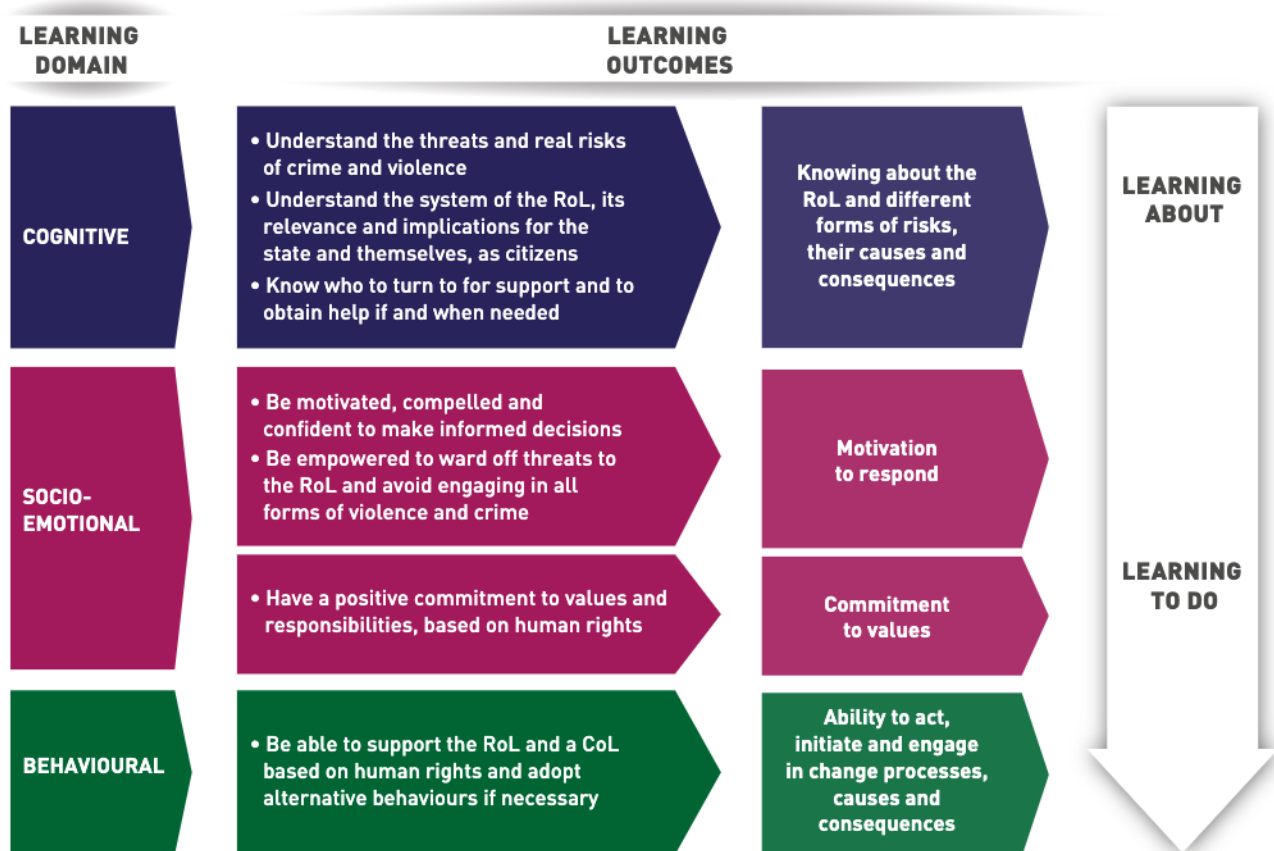 LEARNING
DOMAIN
LEARNING
OUTCOMES
COGNITIVE
• Understand the threats and real risks
of crime and violence
• Understand the system of the RoL, its
relevance and implications for the
state and themselves, as citizens
• Know who to turn to for support and to
obtain help if and when needed
Knowing about the
RoL and different
forms of risks,
their causes and
consequences
LEARNING
ABOUT
SOCIO-
EMOTIONAL
• Be motivated, compelled and
confident to make informed decisions
• Be empowered to ward off threats to
the RoL and avoid engaging in all
forms of violence and crime
Motivation
to respond
• Have a positive commitment to values and
responsibilities, based on human rights
Commitment
to values
LEARNING
TO DO
BEHAVIOURAL
• Be able to support the RoL and a CoL
based on human rights and adopt
alternative behaviours if necessary
Ability to act,
initiate and engage
in change processes,
causes and
consequences